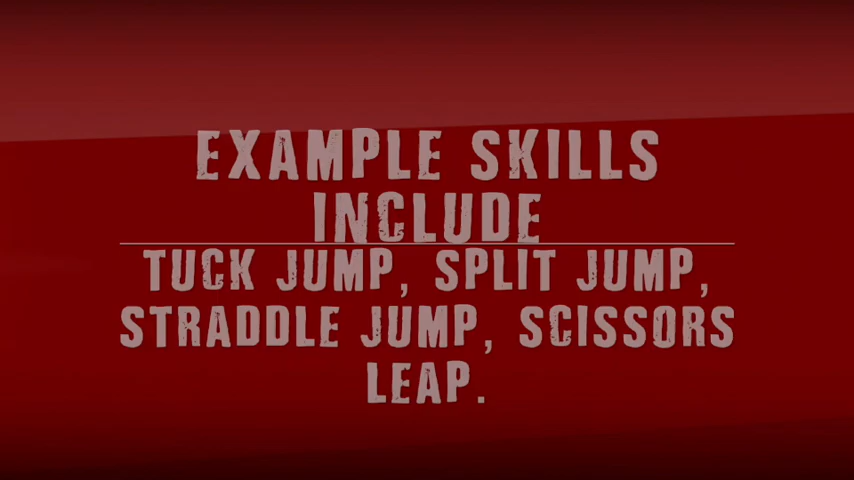 EXAMPLE SKILLS
INCLUDE
TUCK JUMP, SPLIT JUMP,
STRADDLE JUMP, SCISSORS
LEAP.